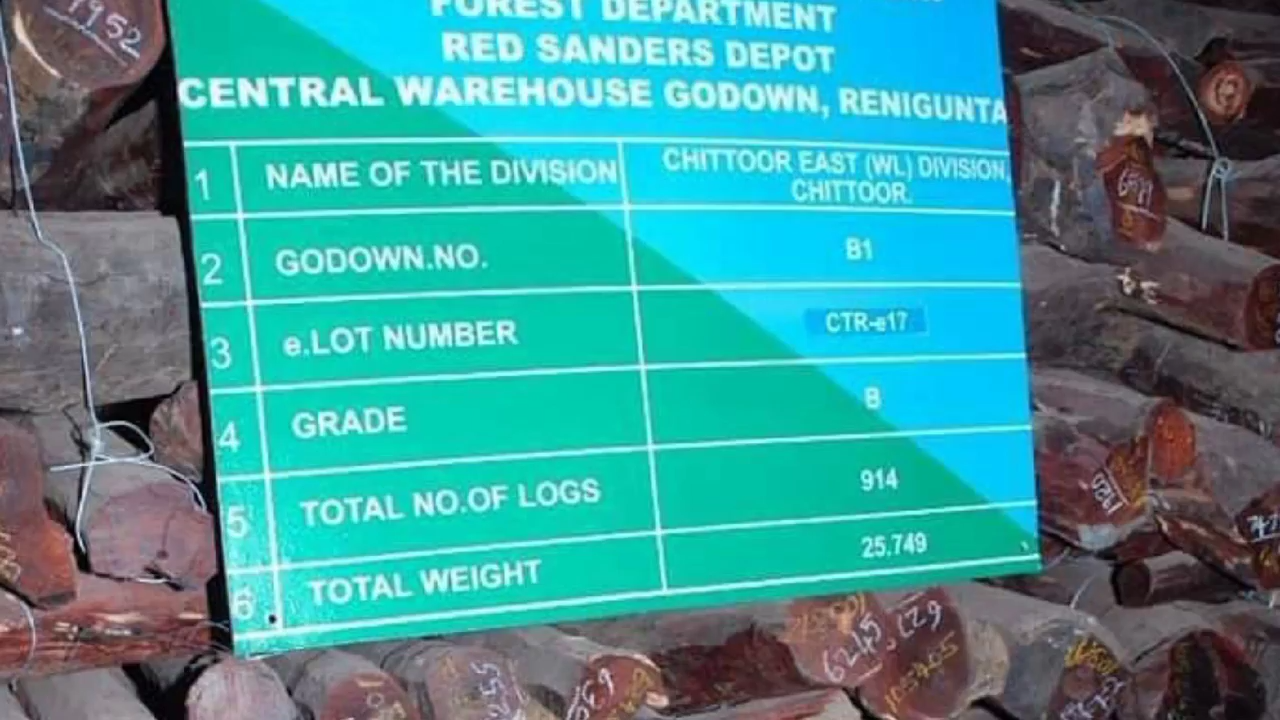 FOREST DEPARTMENT
RED SANDERS DEPOT
CENTRAL WAREHOUSE GODOWN, RENIGUNTA
1 NAME OF THE DIVISION CHITTOOR EAST (WL) DIVISION, CHITTOOR.
2 GODOWN.NO. B1
3 e.LOT NUMBER CTR-e17
4 GRADE B
5 TOTAL NO.OF LOGS 914
6 TOTAL WEIGHT 25.749
9952
6245